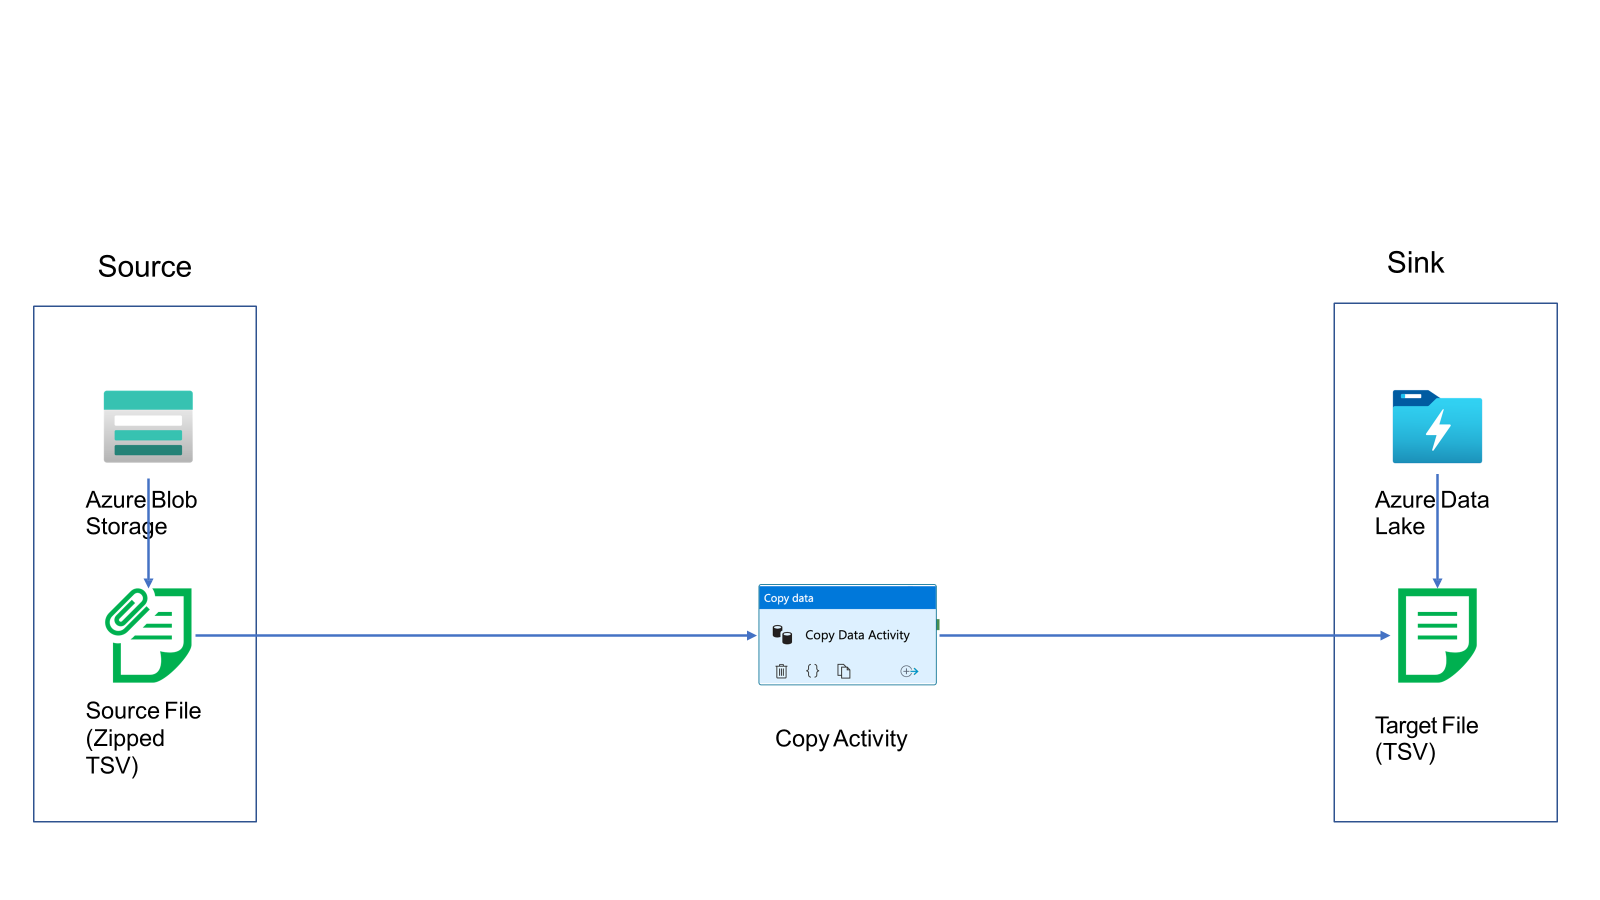 Source
Sink
Azure Blob
Storage
Azure Data
Lake
Copy data
Copy Data Activity
{}
Source File
(Zipped
TSV)
Copy Activity
Target File
(TSV)